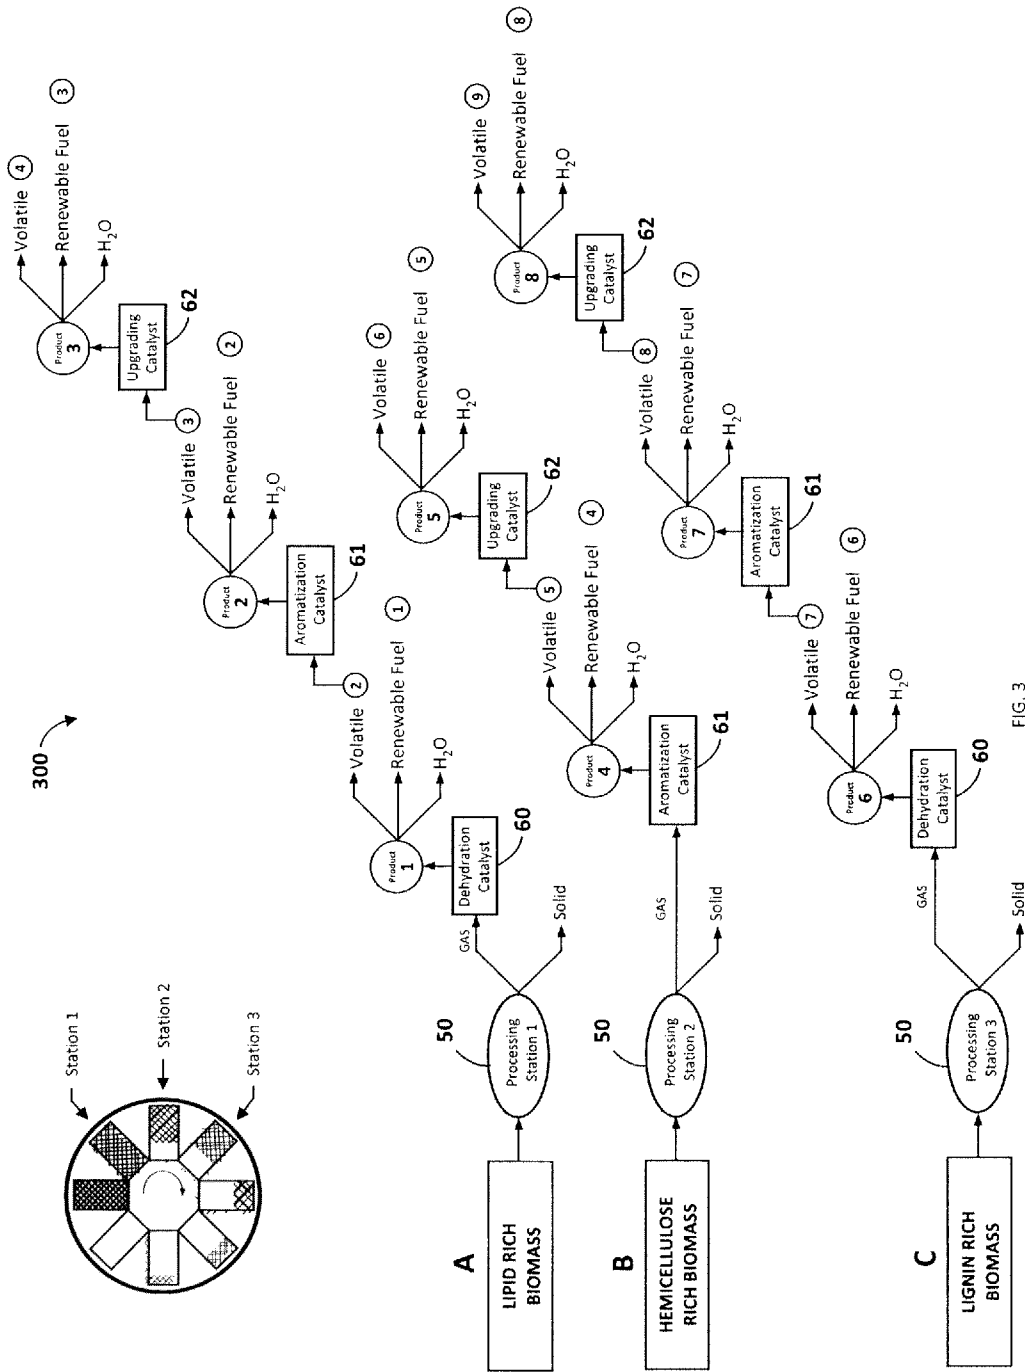 300
Station 1
Station 2
Station 3
A
LIPID RICH
BIOMASS
50
Processing
Station 1
GAS
Solid
Dehydration
Catalyst
60
Product
1
Volatile 2
Renewable Fuel 1
H2O
Aromatization
Catalyst
61
Product
2
Volatile 3
Renewable Fuel 2
H2O
Upgrading
Catalyst
62
Product
3
Volatile 4
Renewable Fuel 3
H2O
B
HEMICELLULOSE
RICH BIOMASS
50
Processing
Station 2
GAS
Solid
Aromatization
Catalyst
61
Product
4
Volatile 5
Renewable Fuel 4
H2O
Upgrading
Catalyst
62
Product
5
Volatile 6
Renewable Fuel 5
H2O
C
LIGNIN RICH
BIOMASS
50
Processing
Station 3
GAS
Solid
Dehydration
Catalyst
60
Product
6
Volatile 7
Renewable Fuel 6
H2O
Aromatization
Catalyst
61
Product
7
Volatile 8
Renewable Fuel 7
H2O
Upgrading
Catalyst
62
Product
8
Volatile 9
Renewable Fuel 8
H2O
FIG. 3